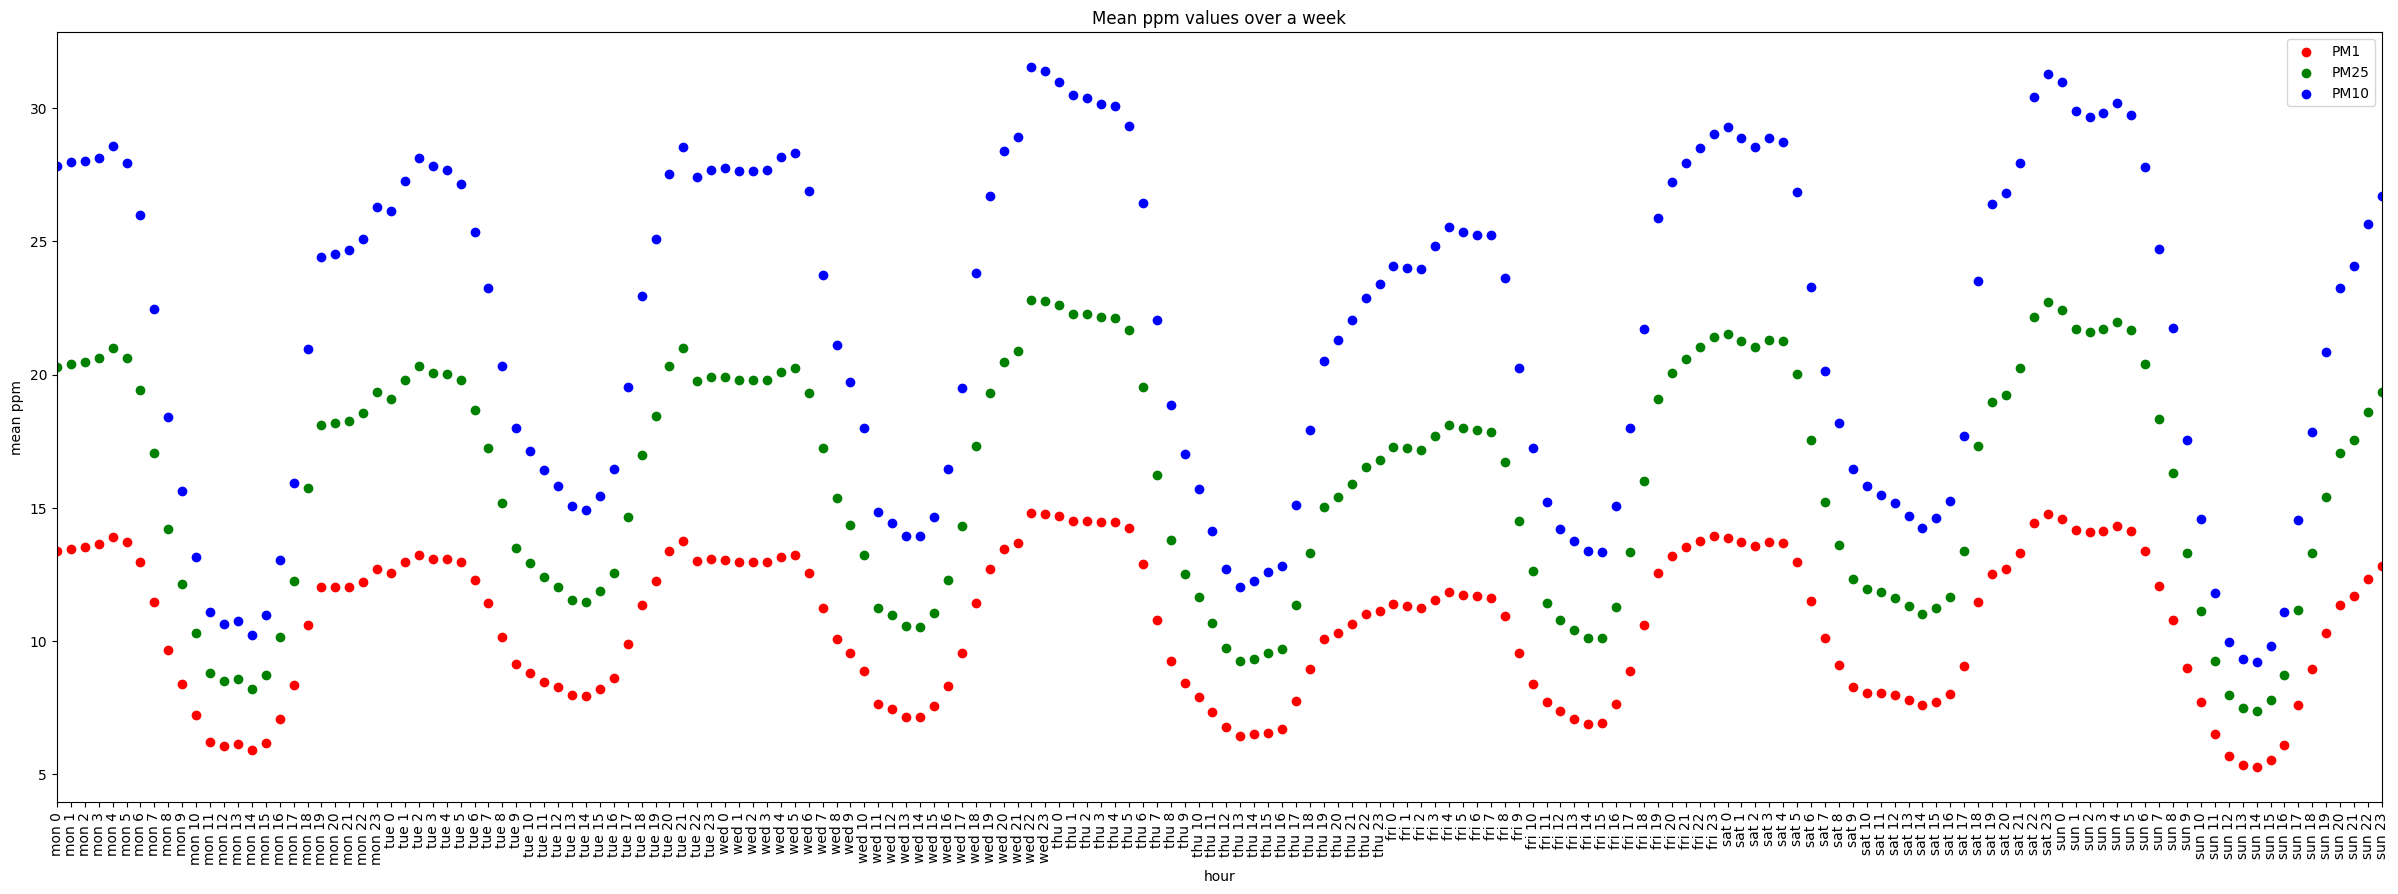 Mean ppm values over a week
PM1
PM25
PM10
30
25
20
15
10
5
mean ppm
mon 0
mon 1
mon 2
mon 3
mon 4
mon 5
mon 6
mon 7
mon 8
mon 9
mon 10
mon 11
mon 12
mon 13
mon 14
mon 15
mon 16
mon 17
mon 18
mon 19
mon 20
mon 21
mon 22
mon 23
tue 0
tue 1
tue 2
tue 3
tue 4
tue 5
tue 6
tue 7
tue 8
tue 9
tue 10
tue 11
tue 12
tue 13
tue 14
tue 15
tue 16
tue 17
tue 18
tue 19
tue 20
tue 21
tue 22
tue 23
wed 0
wed 1
wed 2
wed 3
wed 4
wed 5
wed 6
wed 7
wed 8
wed 9
wed 10
wed 11
wed 12
wed 13
wed 14
wed 15
wed 16
wed 17
wed 18
wed 19
wed 20
wed 21
wed 22
wed 23
thu 0
thu 1
thu 2
thu 3
thu 4
thu 5
thu 6
thu 7
thu 8
thu 9
thu 10
thu 11
thu 12
thu 13
thu 14
thu 15
thu 16
thu 17
thu 18
thu 19
thu 20
thu 21
thu 22
thu 23
fri 0
fri 1
fri 2
fri 3
fri 4
fri 5
fri 6
fri 7
fri 8
fri 9
fri 10
fri 11
fri 12
fri 13
fri 14
fri 15
fri 16
fri 17
fri 18
fri 19
fri 20
fri 21
fri 22
fri 23
sat 0
sat 1
sat 2
sat 3
sat 4
sat 5
sat 6
sat 7
sat 8
sat 9
sat 10
sat 11
sat 12
sat 13
sat 14
sat 15
sat 16
sat 17
sat 18
sat 19
sat 20
sat 21
sat 22
sat 23
sun 0
sun 1
sun 2
sun 3
sun 4
sun 5
sun 6
sun 7
sun 8
sun 9
sun 10
sun 11
sun 12
sun 13
sun 14
sun 15
sun 16
sun 17
sun 18
sun 19
sun 20
sun 21
sun 22
sun 23
hour